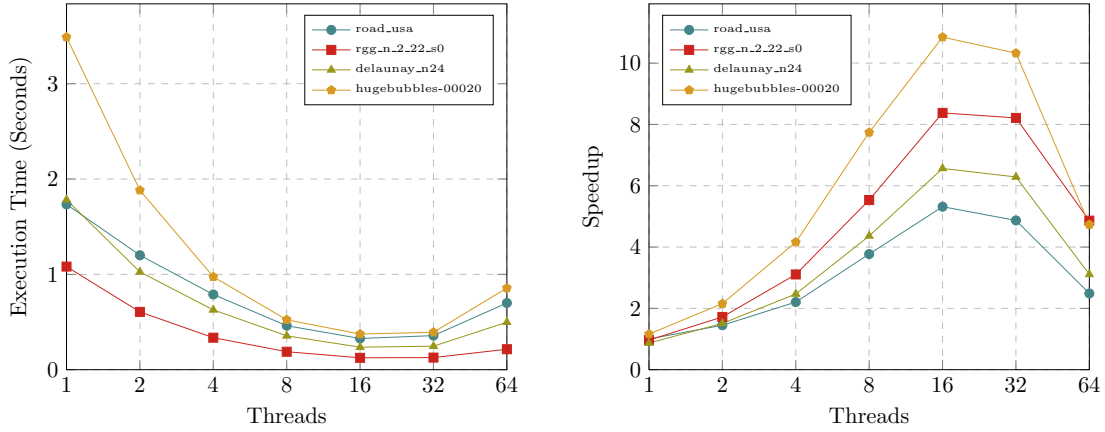 Execution Time (Seconds)
3
2
1
0
1 2 4 8 16 32 64
Threads
road_usa
rgg_n_2_22_s0
delaunay_n24
hugebubbles-00020
Speedup
10
8
6
4
2
0
1 2 4 8 16 32 64
Threads
road_usa
rgg_n_2_22_s0
delaunay_n24
hugebubbles-00020